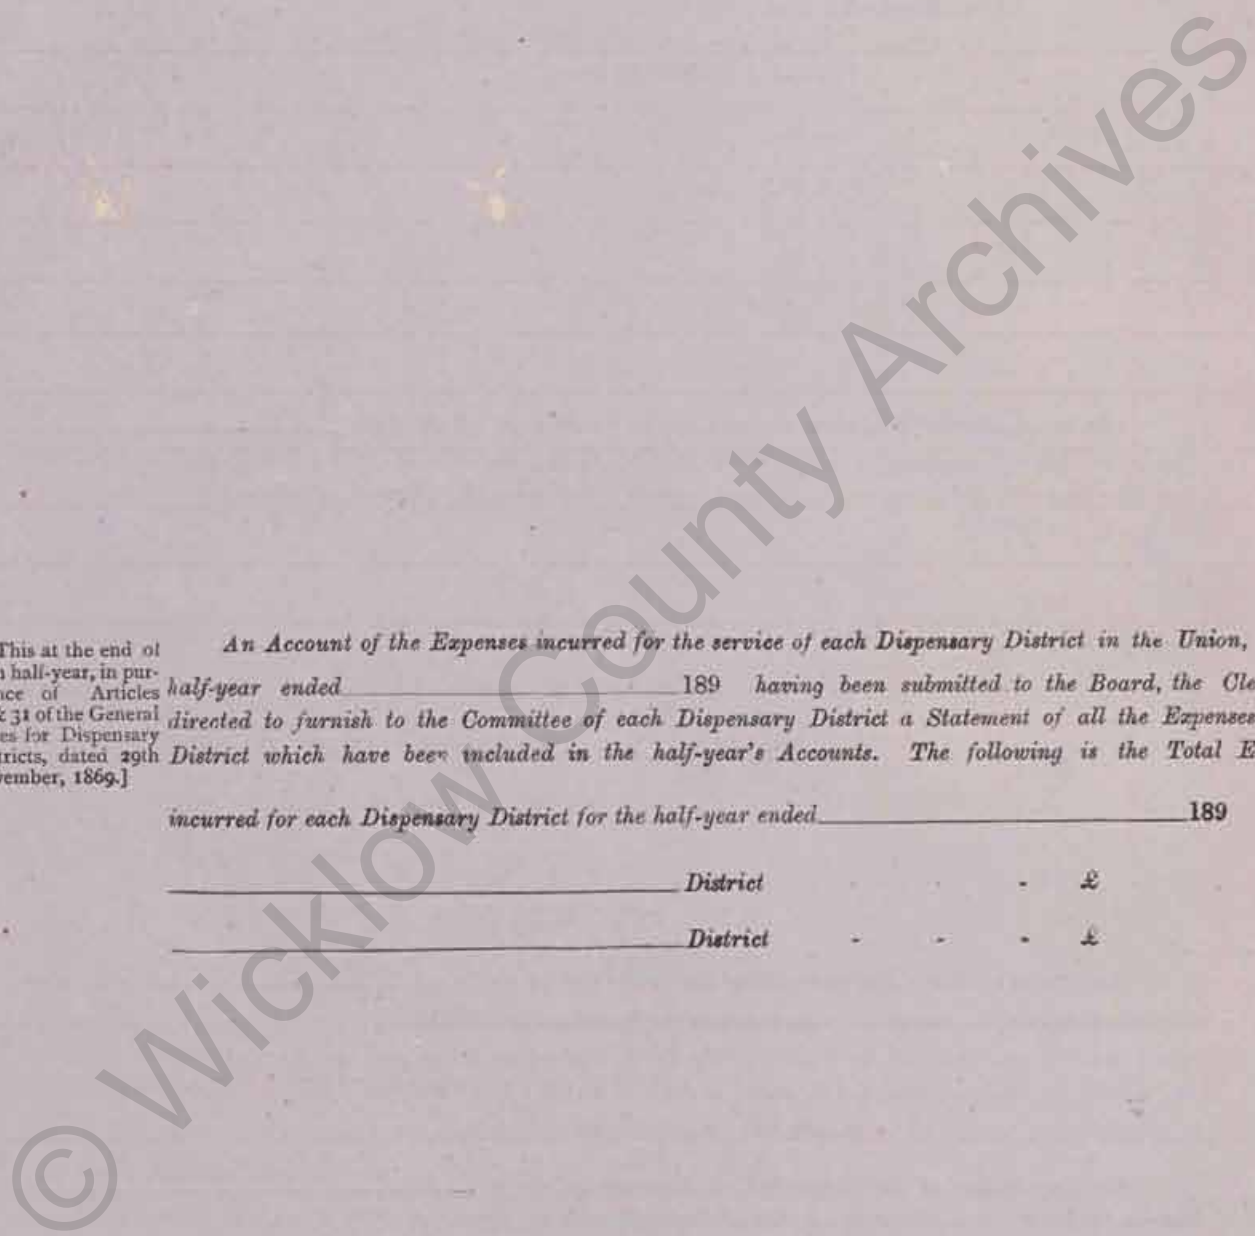 This at the end of
half-year, in pur-
nce of Articles
& 31 of the General
es for Dispensary
tricts, dated 29th
vember, 1869.]
An Account of the Expenses incurred for the service of each Dispensary District in the Union,
half-year ended 189 having been submitted to the Board, the Cle
directed to furnish to the Committee of each Dispensary District a Statement of all the Expenses
District which have been included in the half-year's Accounts. The following is the Total E
incurred for each Dispensary District for the half-year ended 189
District - £
District - - - £
© Wicklow County Archives